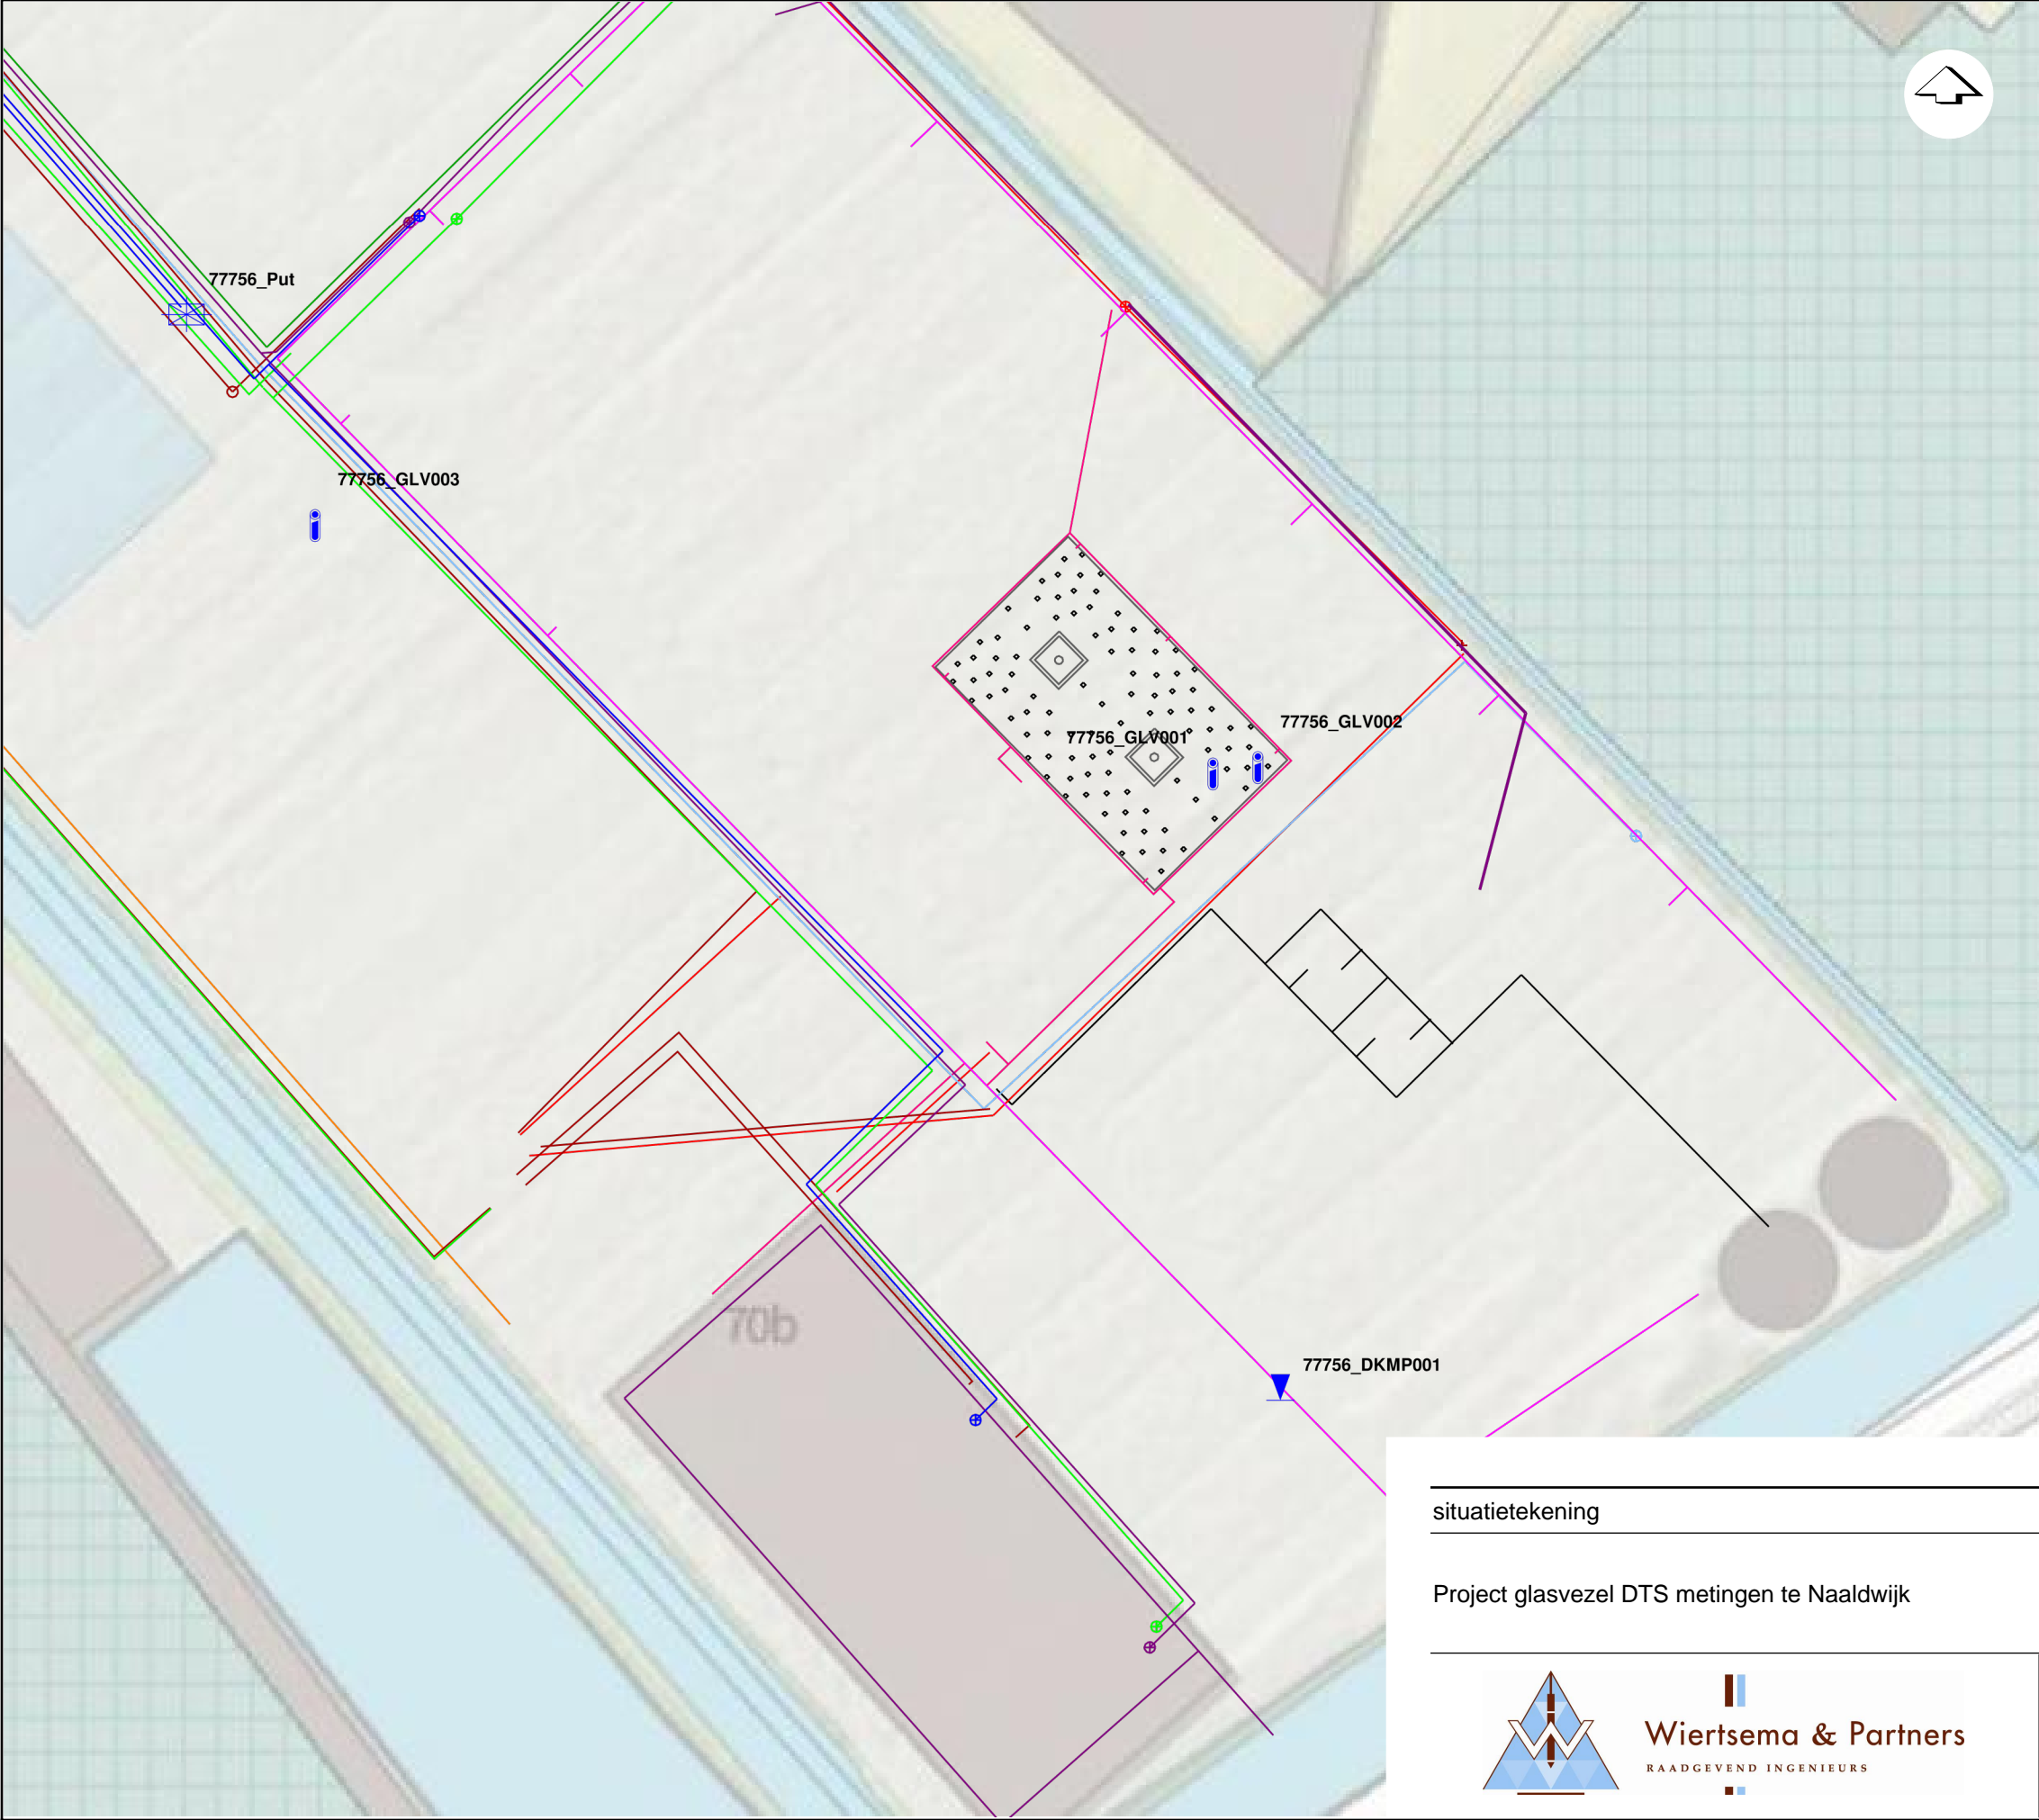 77756_Put
77756_GLV003
77756_GLV002
77756_GLV001
70b
77756_DKMP001
situatietekening
Project glasvezel DTS metingen te Naaldwijk
Wiertsema & Partners
RAADGEVEND INGENIEURS